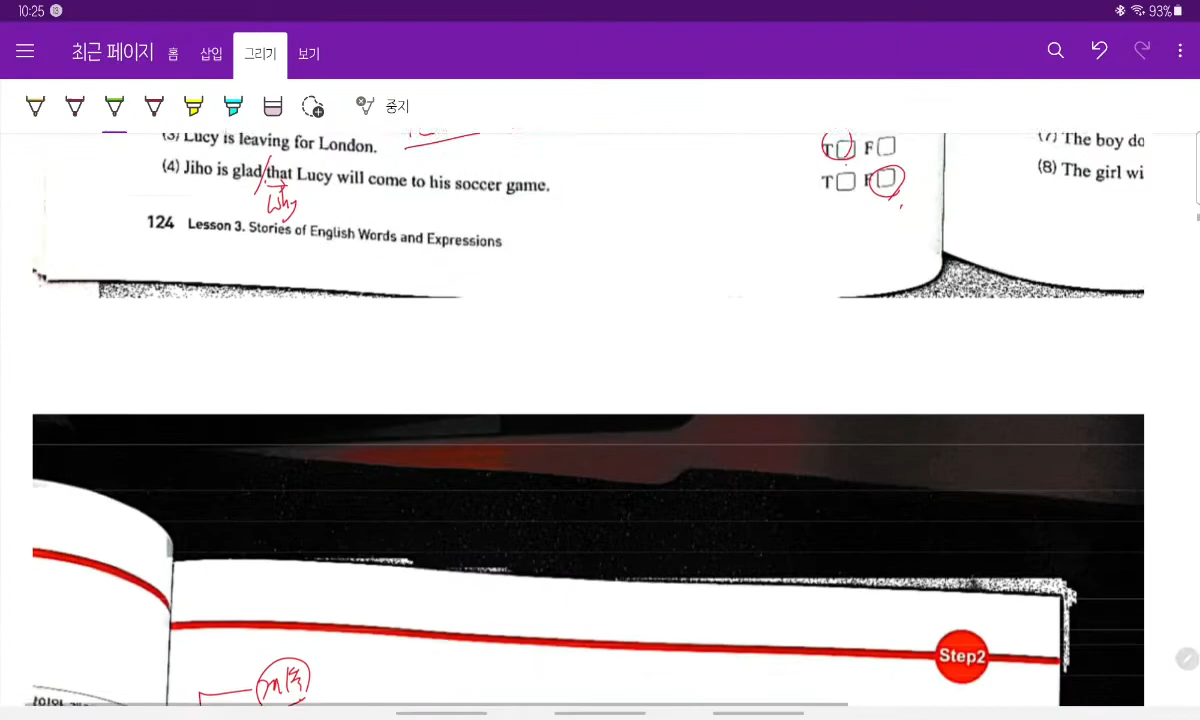 10:25
93%
최근 페이지 홈 삽입 그리기 보기
중지
(3) Lucy is leaving for London.
T F
(4) Jiho is glad that Lucy will come to his soccer game.
T F
why
124 Lesson 3. Stories of English Words and Expressions
(7) The boy do
(8) The girl wi
Step2